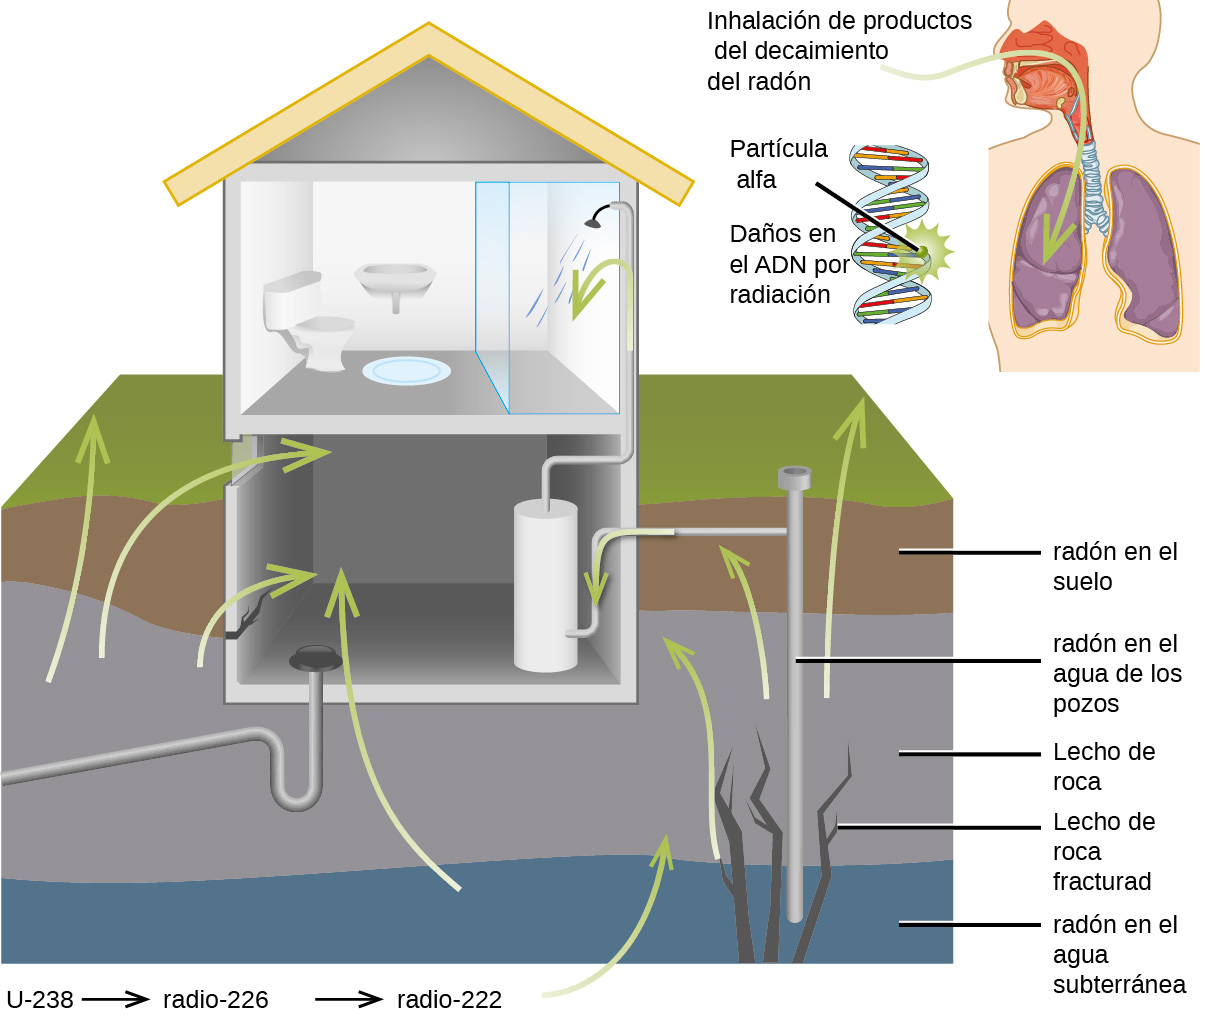 Inhalación de productos
del decaimiento
del radón
Partícula
alfa
Daños en
el ADN por
radiación
radón en el
suelo
radón en el
agua de los
pozos
Lecho de
roca
Lecho de
roca
fracturad
radón en el
agua
subterránea
U-238 radio-226 radio-222